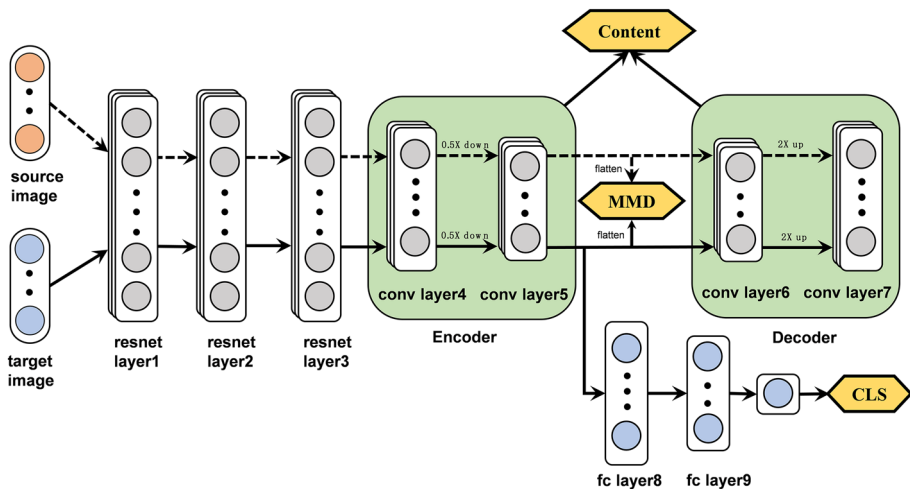 Content
source
image
0.5X down
0.5X down
flatten
MMD
flatten
2X up
2X up
target
image
resnet
layer1
resnet
layer2
resnet
layer3
conv layer4
conv layer5
Encoder
conv layer6
conv layer7
Decoder
CLS
fc layer8
fc layer9